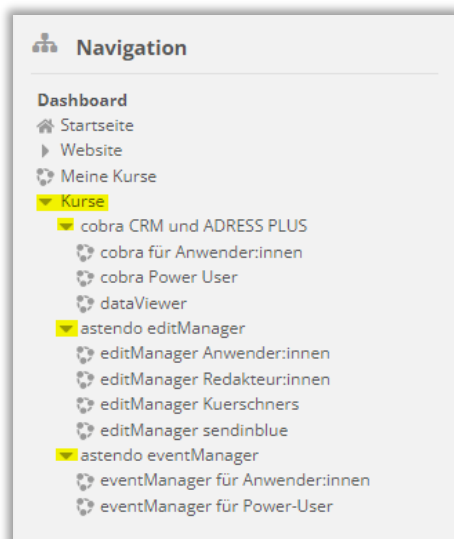 Navigation
Dashboard
Startseite
Website
Meine Kurse
Kurse
cobra CRM und ADRESS PLUS
cobra für Anwender:innen
cobra Power User
dataViewer
astendo editManager
editManager Anwender:innen
editManager Redakteur:innen
editManager Kuerschners
editManager sendinblue
astendo eventManager
eventManager für Anwender:innen
eventManager für Power-User